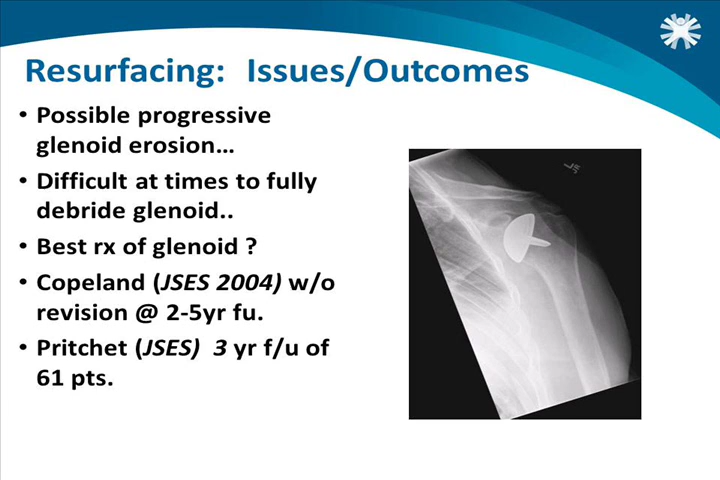 Resurfacing: Issues/Outcomes
• Possible progressive
glenoid erosion…
• Difficult at times to fully
debride glenoid..
• Best rx of glenoid ?
• Copeland (JSES 2004) w/o
revision @ 2-5yr fu.
• Pritchet (JSES) 3 yr f/u of
61 pts.